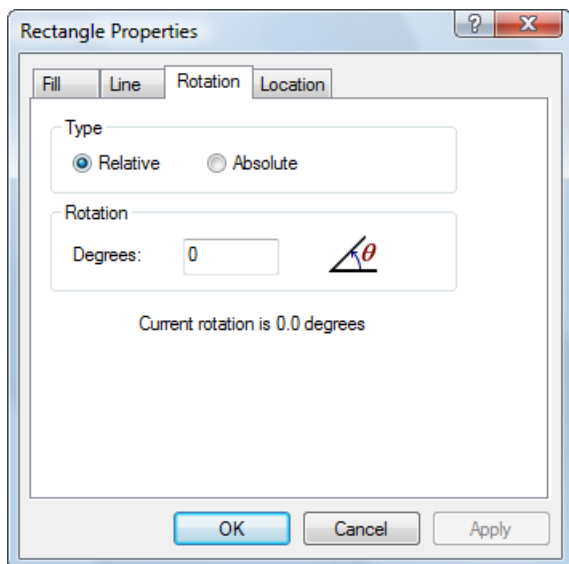 Rectangle Properties
?
X
Fill Line Rotation Location
Type
Relative Absolute
Rotation
Degrees: 0 θ
Current rotation is 0.0 degrees
OK Cancel Apply